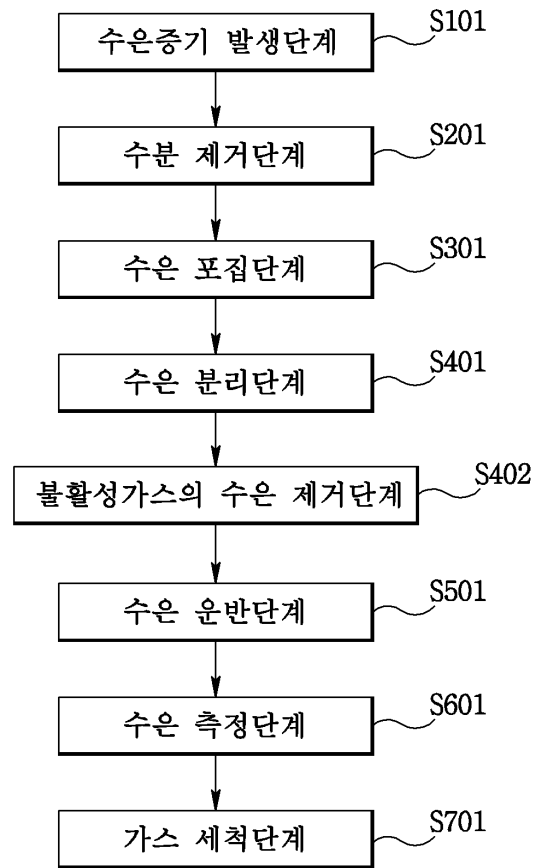 수은증기 발생단계 S101
수분 제거단계 S201
수은 포집단계 S301
수은 분리단계 S401
불활성가스의 수은 제거단계 S402
수은 운반단계 S501
수은 측정단계 S601
가스 세척단계 S701